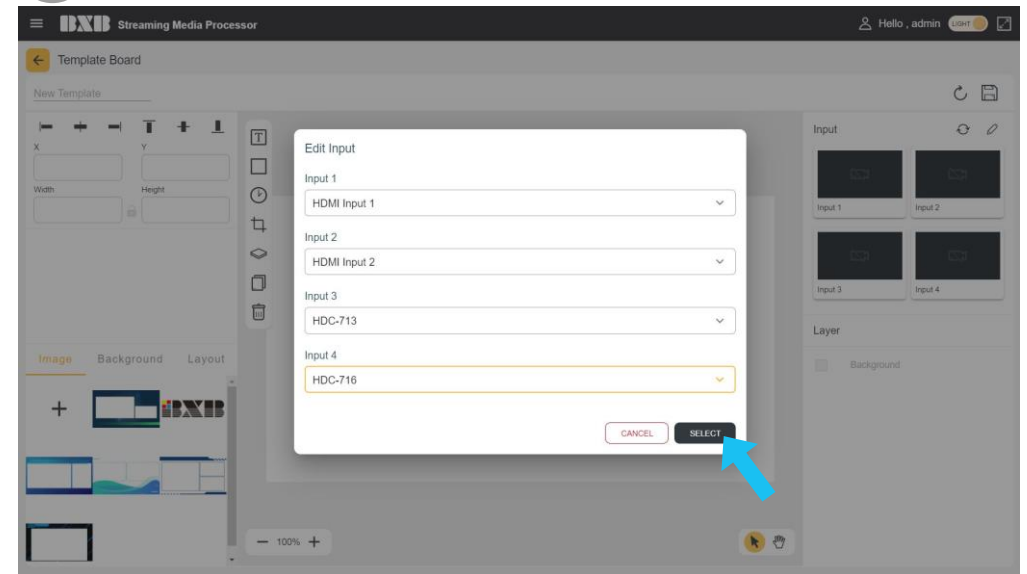 BXB Streaming Media Processor
Hello , admin
LIGHT
Template Board
New Template
X
Y
Width
Height
T
Image
Background
Layout
BXB
100%
Edit Input
Input 1
HDMI Input 1
Input 2
HDMI Input 2
Input 3
HDC-713
Input 4
HDC-716
CANCEL
SELECT
Input
Input 1
Input 2
Input 3
Input 4
Layer
Background